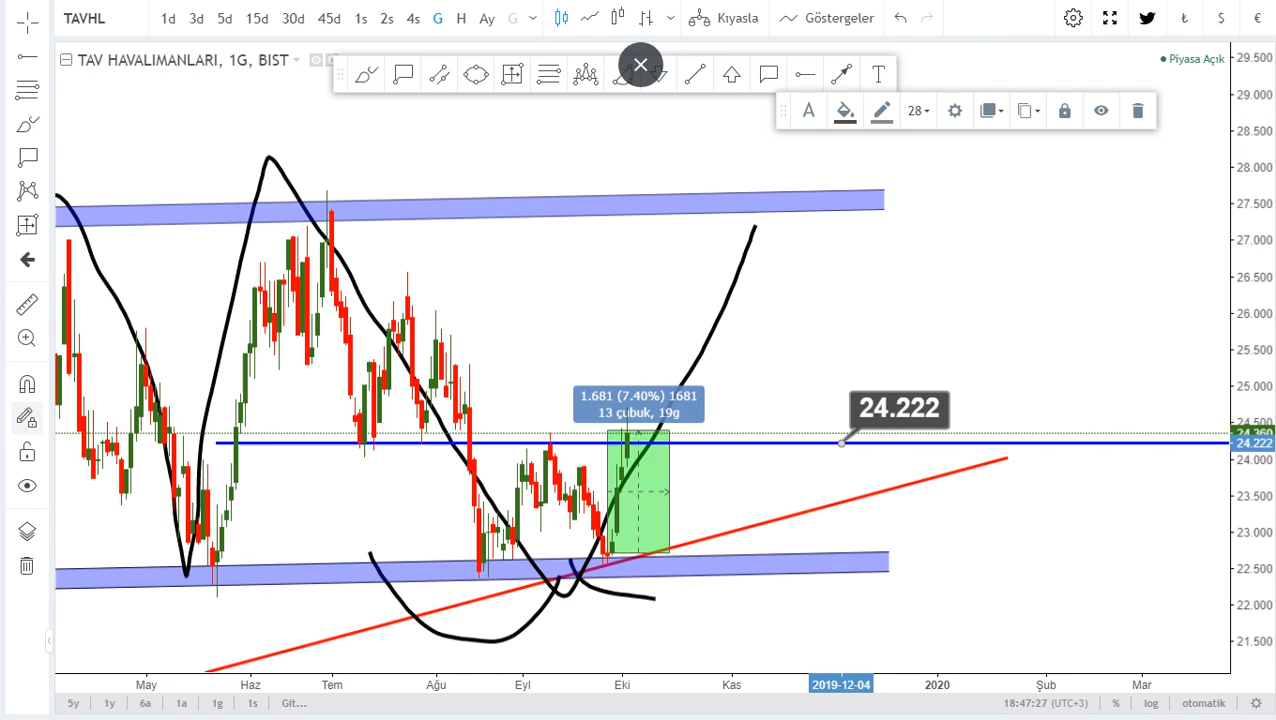 TAVHL 1d 3d 5d 15d 30d 45d 1s 2s 4s G H Ay G Kıyasla Göstergeler ₺ $ €
TAV HAVALIMANLARI, 1G, BIST
Piyasa Açık
A 28
T
29.500
29.000
28.500
28.000
27.500
27.000
26.500
26.000
25.500
25.000
24.500
24.360
24.222
24.000
23.500
23.000
22.500
22.000
21.500
1.681 (7.40%) 1681
13 çubuk, 19g
24.222
May Haz Tem Ağu Eyl Eki Kas 2019-12-04 2020 Şub Mar
5y 1y 6a 1a 1g 1s Git... 18:47:27 (UTC+3) % log otomatik